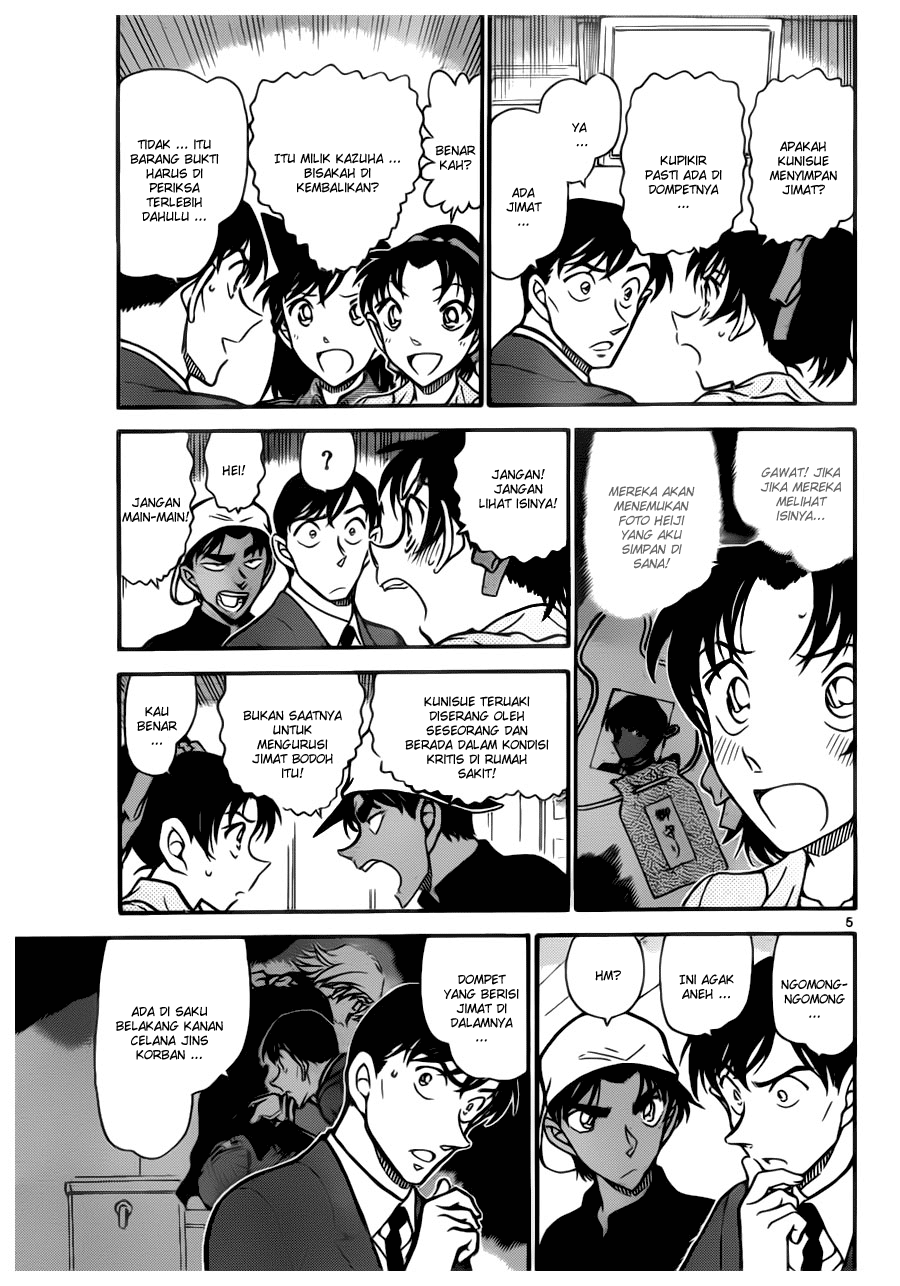 APAKAH
KUNISUE
MENYIMPAN
JIMAT?
KUPIKIR
PASTI ADA DI
DOMPETNYA
...
YA
...
ADA
JIMAT
...
BENAR
KAH?
ITU MILIK KAZUHA ...
BISAKAH DI
KEMBALIKAN?
TIDAK ... ITU
BARANG BUKTI
HARUS DI
PERIKSA
TERLEBIH
DAHULU ...
GAWAT! JIKA
JIKA MEREKA
MELIHAT
ISINYA...
MEREKA AKAN
MENEMUKAN
FOTO HEIJI
YANG AKU
SIMPAN DI
SANA!
JANGAN!
JANGAN
LIHAT ISINYA!
?
HEI!
JANGAN
MAIN-MAIN!
KUNISUE TERUAKI
DISERANG OLEH
SESEORANG DAN
BERADA DALAM KONDISI
KRITIS DI RUMAH
SAKIT!
BUKAN SAATNYA
UNTUK
MENGURUSI
JIMAT BODOH
ITU!
KAU
BENAR
...
5
NGOMONG-
NGOMONG
...
INI AGAK
ANEH ...
HM?
DOMPET
YANG BERISI
JIMAT DI
DALAMNYA
...
ADA DI SAKU
BELAKANG KANAN
CELANA JINS
KORBAN ...